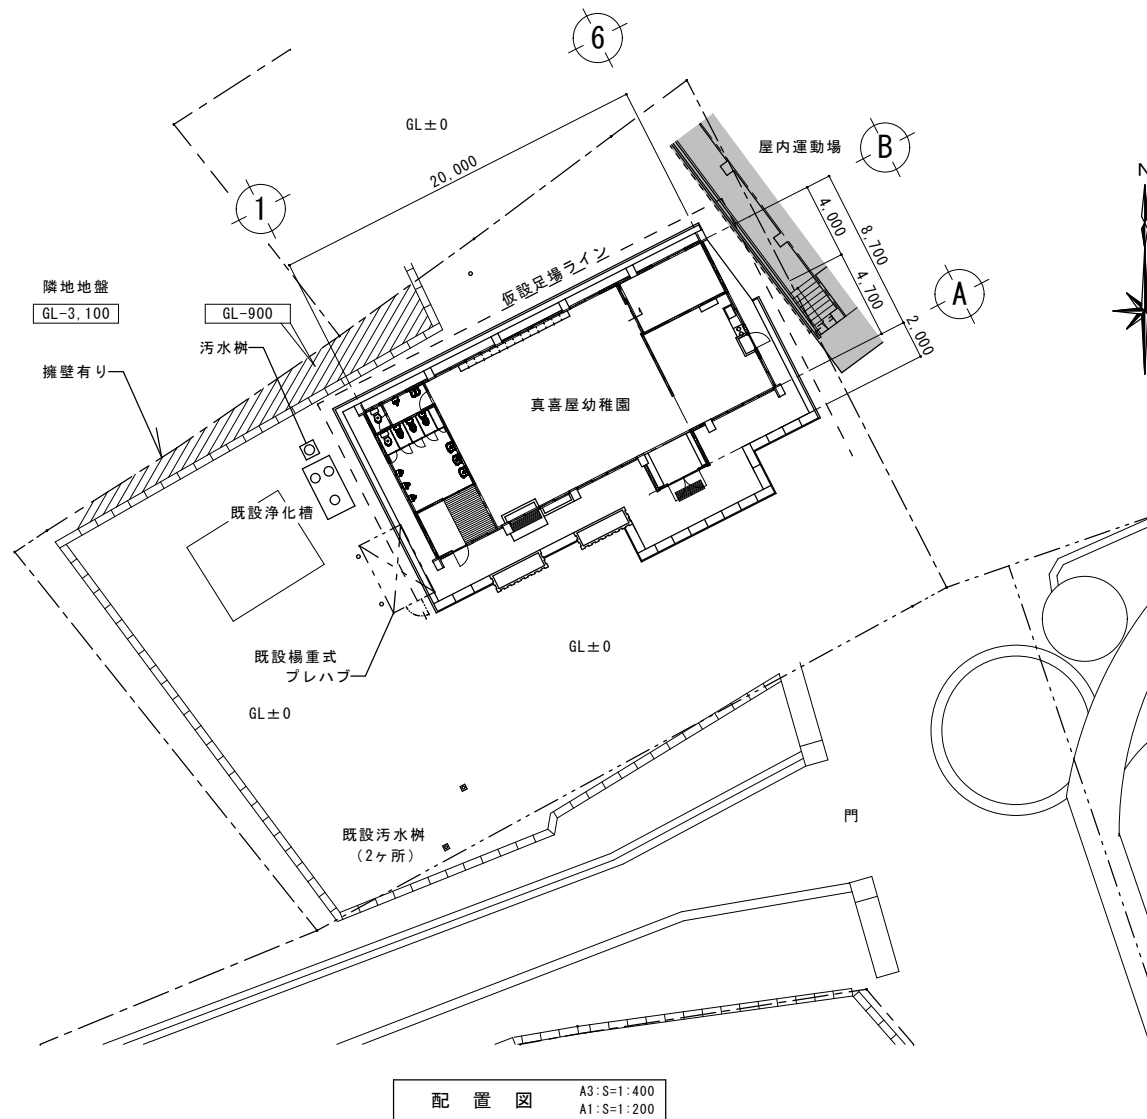 6
GL±0
屋内運動場
B
20,000
N
1
4,000
8,700
仮設足場ライン
4,700
A
隣地地盤
GL-3,100
GL-900
2,000
汚水桝
擁壁有り
真喜屋幼稚園
既設浄化槽
GL±0
既設楊重式
プレハブ
GL±0
門
既設汚水桝
(2ヶ所)
配置図
A3:S=1:400
A1:S=1:200